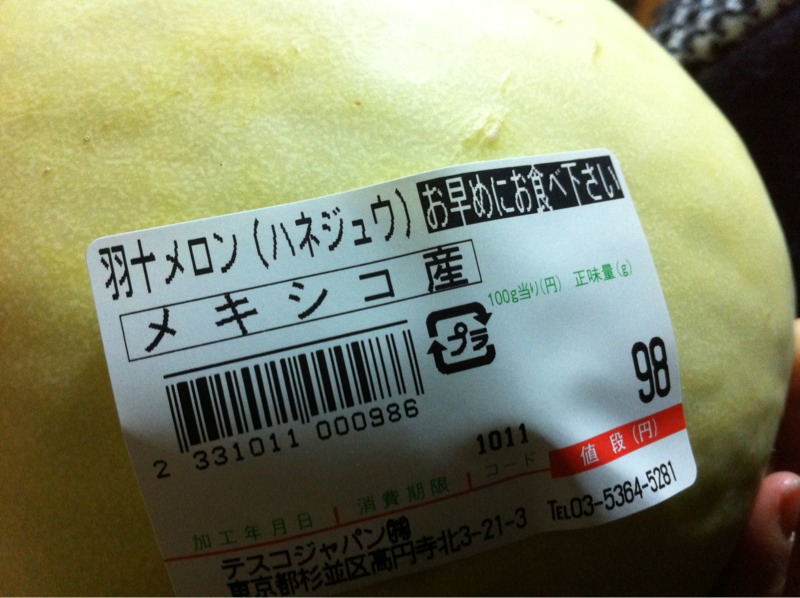 羽十メロン(ハネジュウ) お早めにお食べ下さい
メキシコ産
100g当り(円) 正味量(g)
プラ
98
2 331011 000986
1011
コード
値段(円)
加工年月日 消費期限
テスコジャパン㈱
東京都杉並区高円寺北3-21-3 TEL03-5364-5281